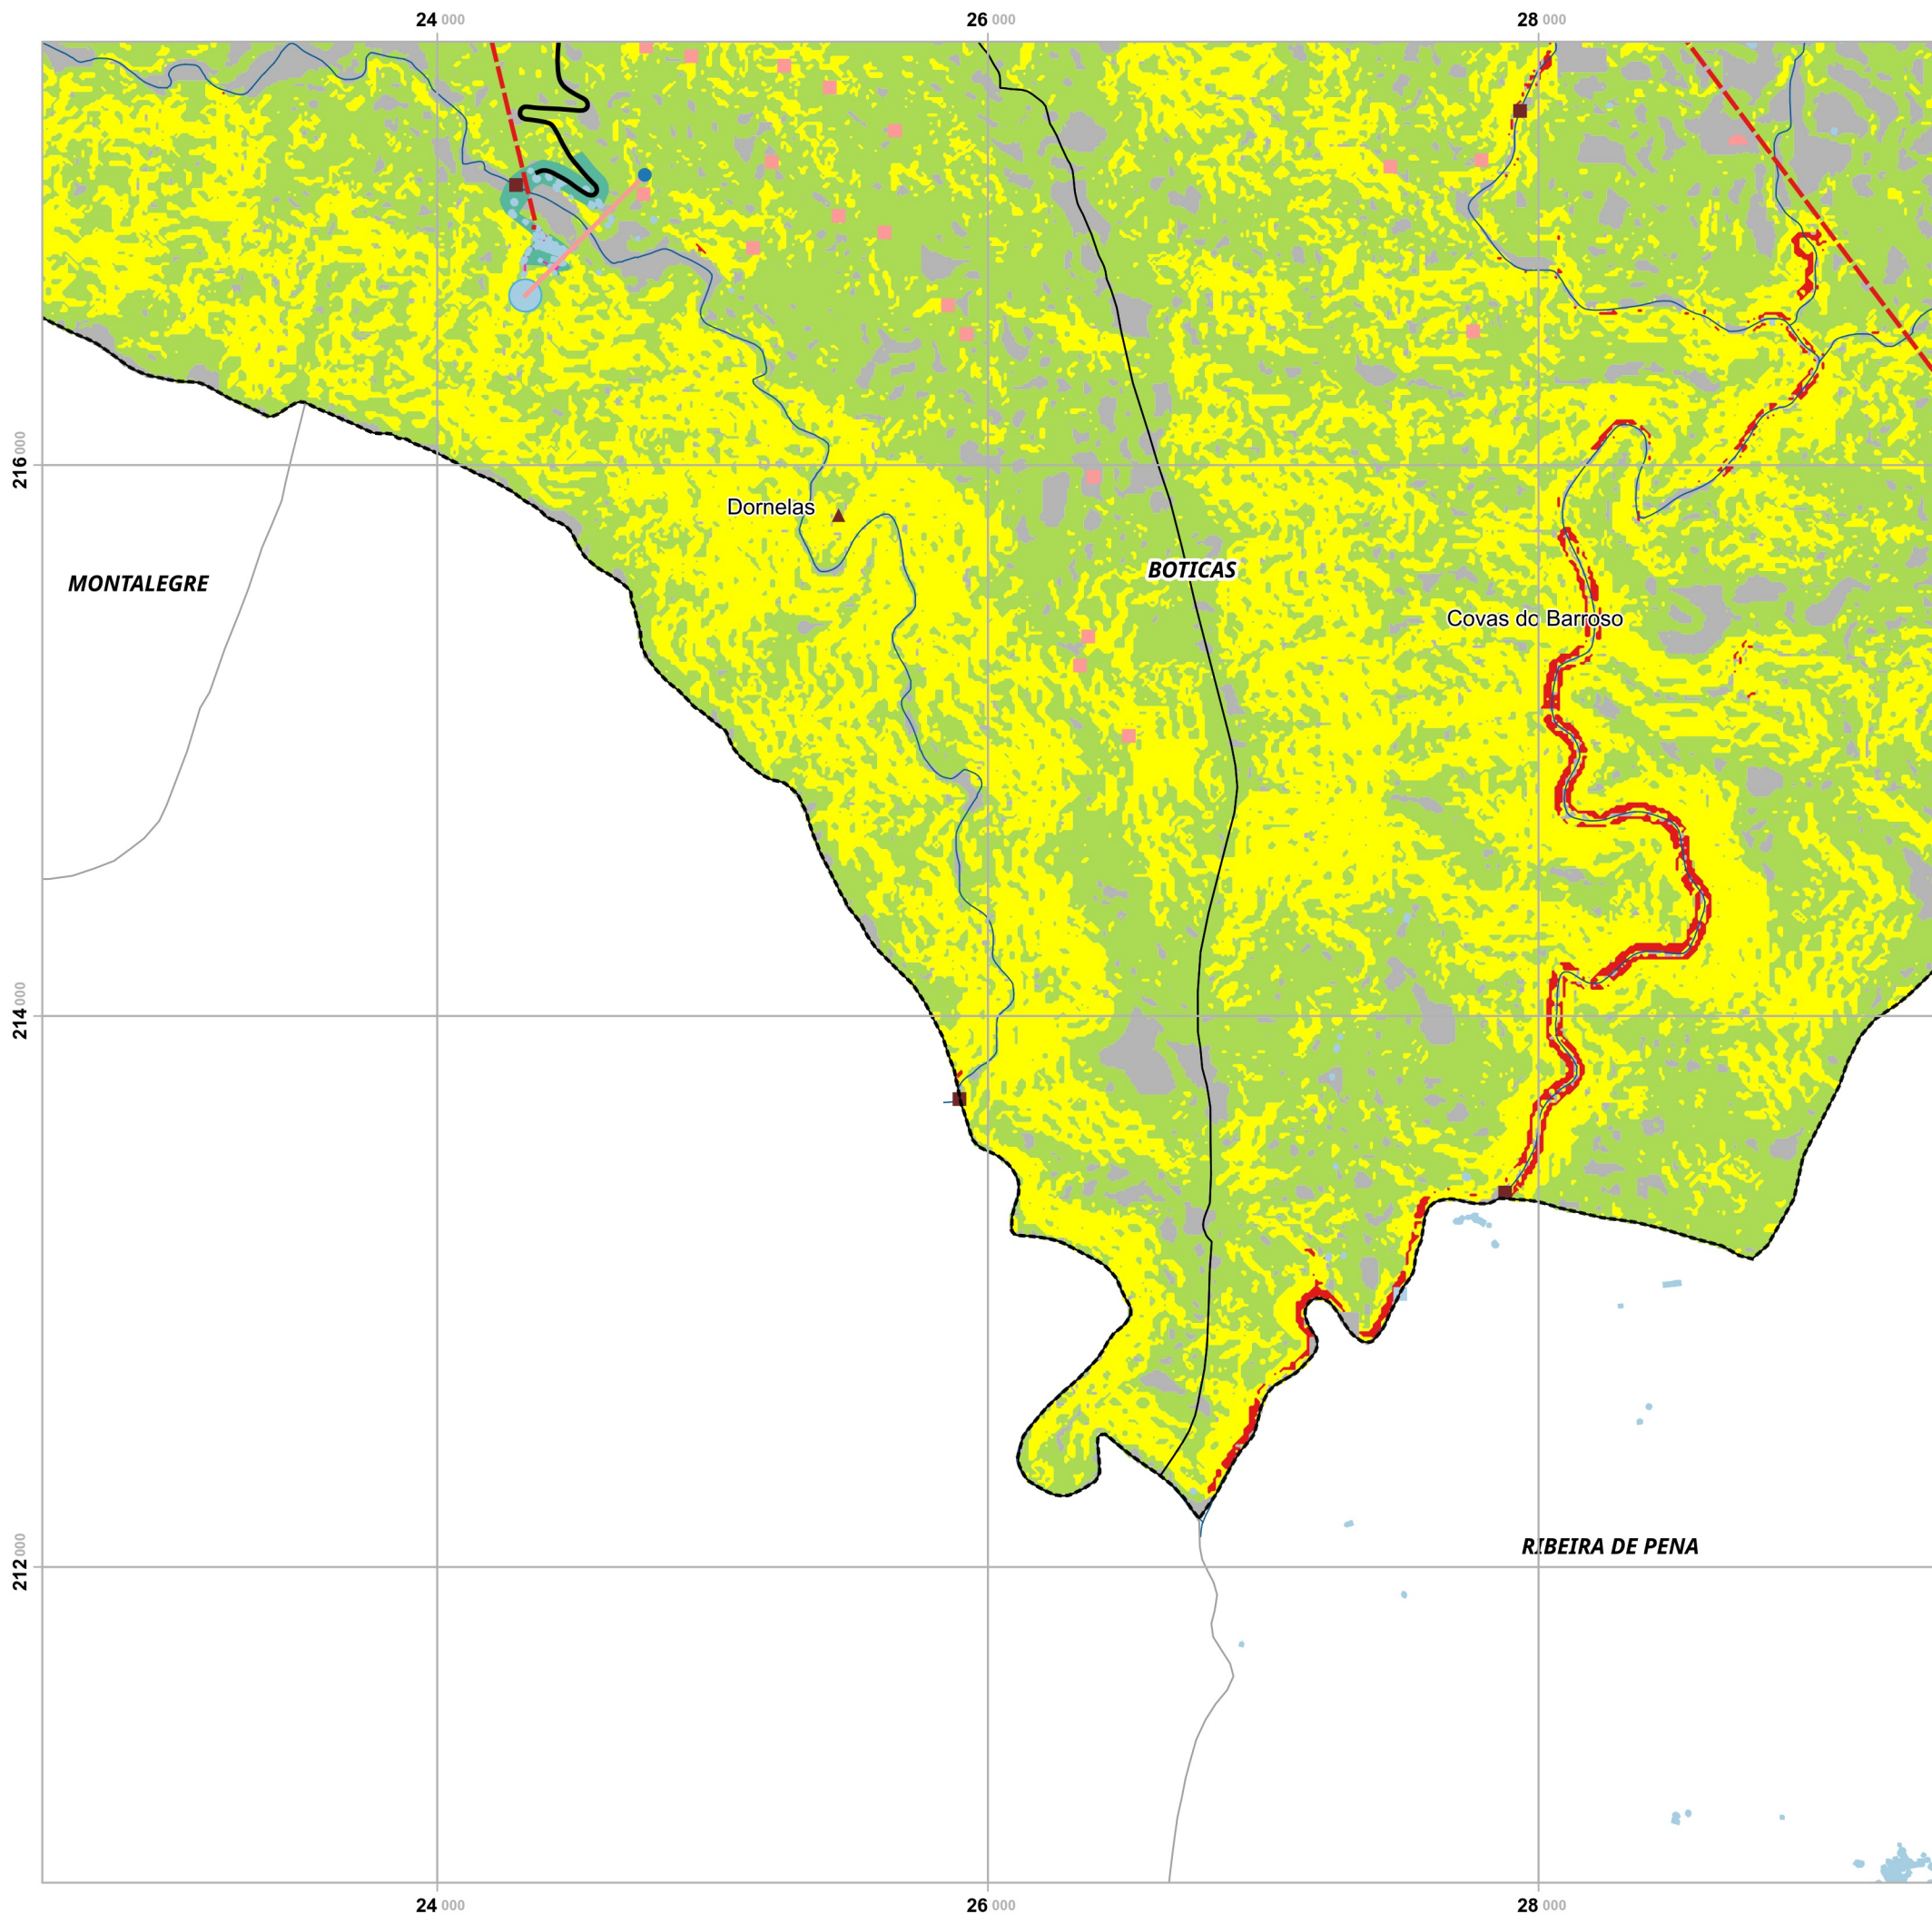 24 000
26 000
28 000
216 000
Dornelas
BOTICAS
MONTALEGRE
Covas do Barroso
214 000
RIBEIRA DE PENA
212 000
24 000
26 000
28 000